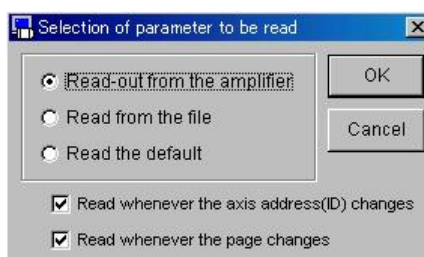 Selection of parameter to be read
Read-out from the amplifier
Read from the file
Read the default
OK
Cancel
Read whenever the axis address(ID) changes
Read whenever the page changes